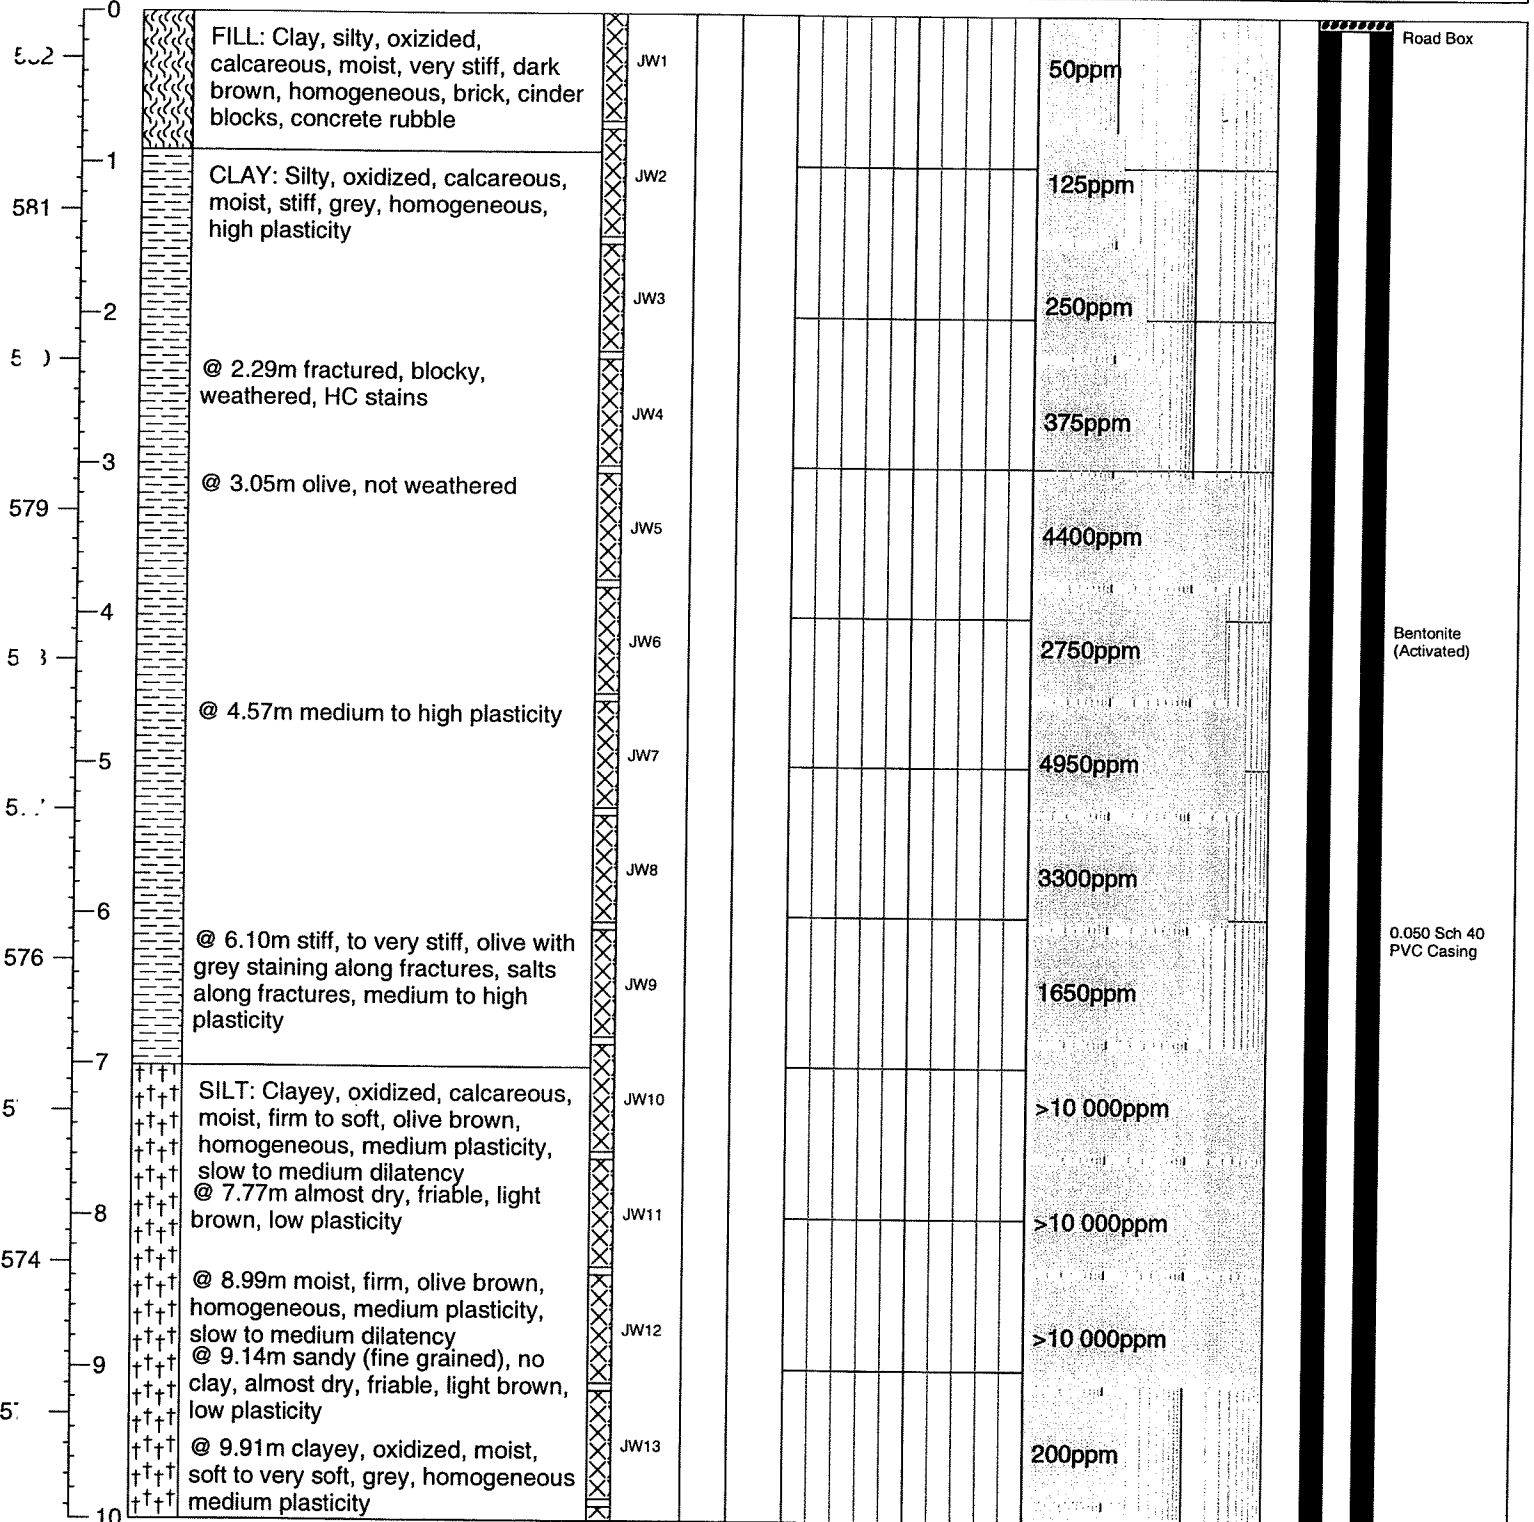 0
FILL: Clay, silty, oxizided,
calcareous, moist, very stiff, dark
brown, homogeneous, brick, cinder
blocks, concrete rubble
JW1
50ppm
Road Box
1
CLAY: Silty, oxidized, calcareous,
moist, stiff, grey, homogeneous,
high plasticity
JW2
125ppm
581
2
JW3
250ppm
@ 2.29m fractured, blocky,
weathered, HC stains
JW4
375ppm
3
@ 3.05m olive, not weathered
579
JW5
4400ppm
4
JW6
2750ppm
Bentonite
(Activated)
@ 4.57m medium to high plasticity
5
JW7
4950ppm
JW8
3300ppm
6
576
@ 6.10m stiff, to very stiff, olive with
grey staining along fractures, salts
along fractures, medium to high
plasticity
JW9
1650ppm
0.050 Sch 40
PVC Casing
7
SILT: Clayey, oxidized, calcareous,
moist, firm to soft, olive brown,
homogeneous, medium plasticity,
slow to medium dilatency
JW10
>10 000ppm
@ 7.77m almost dry, friable, light
brown, low plasticity
8
JW11
>10 000ppm
574
@ 8.99m moist, firm, olive brown,
homogeneous, medium plasticity,
slow to medium dilatency
JW12
>10 000ppm
9
@ 9.14m sandy (fine grained), no
clay, almost dry, friable, light brown,
low plasticity
@ 9.91m clayey, oxidized, moist,
soft to very soft, grey, homogeneous
medium plasticity
JW13
200ppm
10